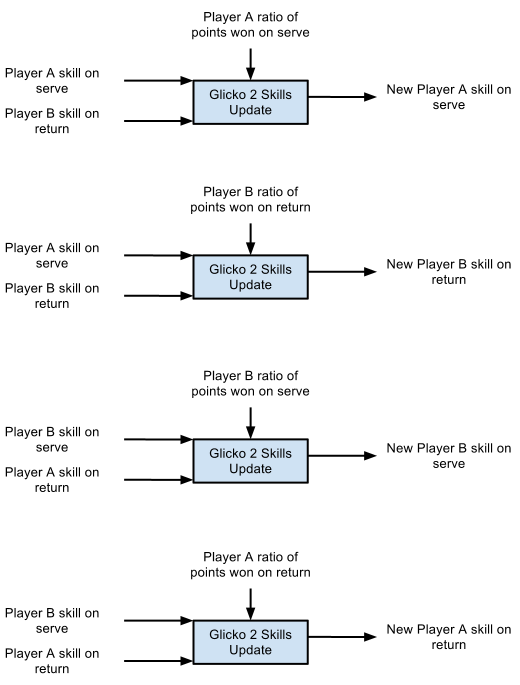 Player A ratio of
points won on serve
Player A skill on
serve
Player B skill on
return
Glicko 2 Skills
Update
New Player A skill on
serve
Player B ratio of
points won on return
Player A skill on
serve
Player B skill on
return
Glicko 2 Skills
Update
New Player B skill on
return
Player B ratio of
points won on serve
Player B skill on
serve
Player A skill on
return
Glicko 2 Skills
Update
New Player B skill on
serve
Player A ratio of
points won on return
Player B skill on
serve
Player A skill on
return
Glicko 2 Skills
Update
New Player A skill on
return